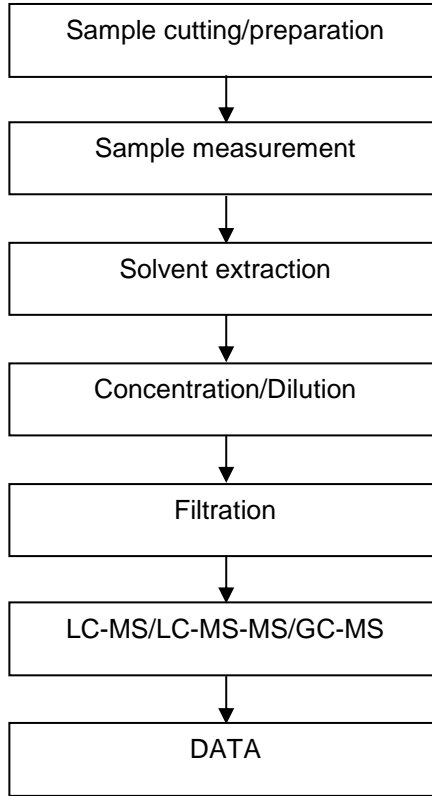 Sample cutting/preparation
Sample measurement
Solvent extraction
Concentration/Dilution
Filtration
LC-MS/LC-MS-MS/GC-MS
DATA